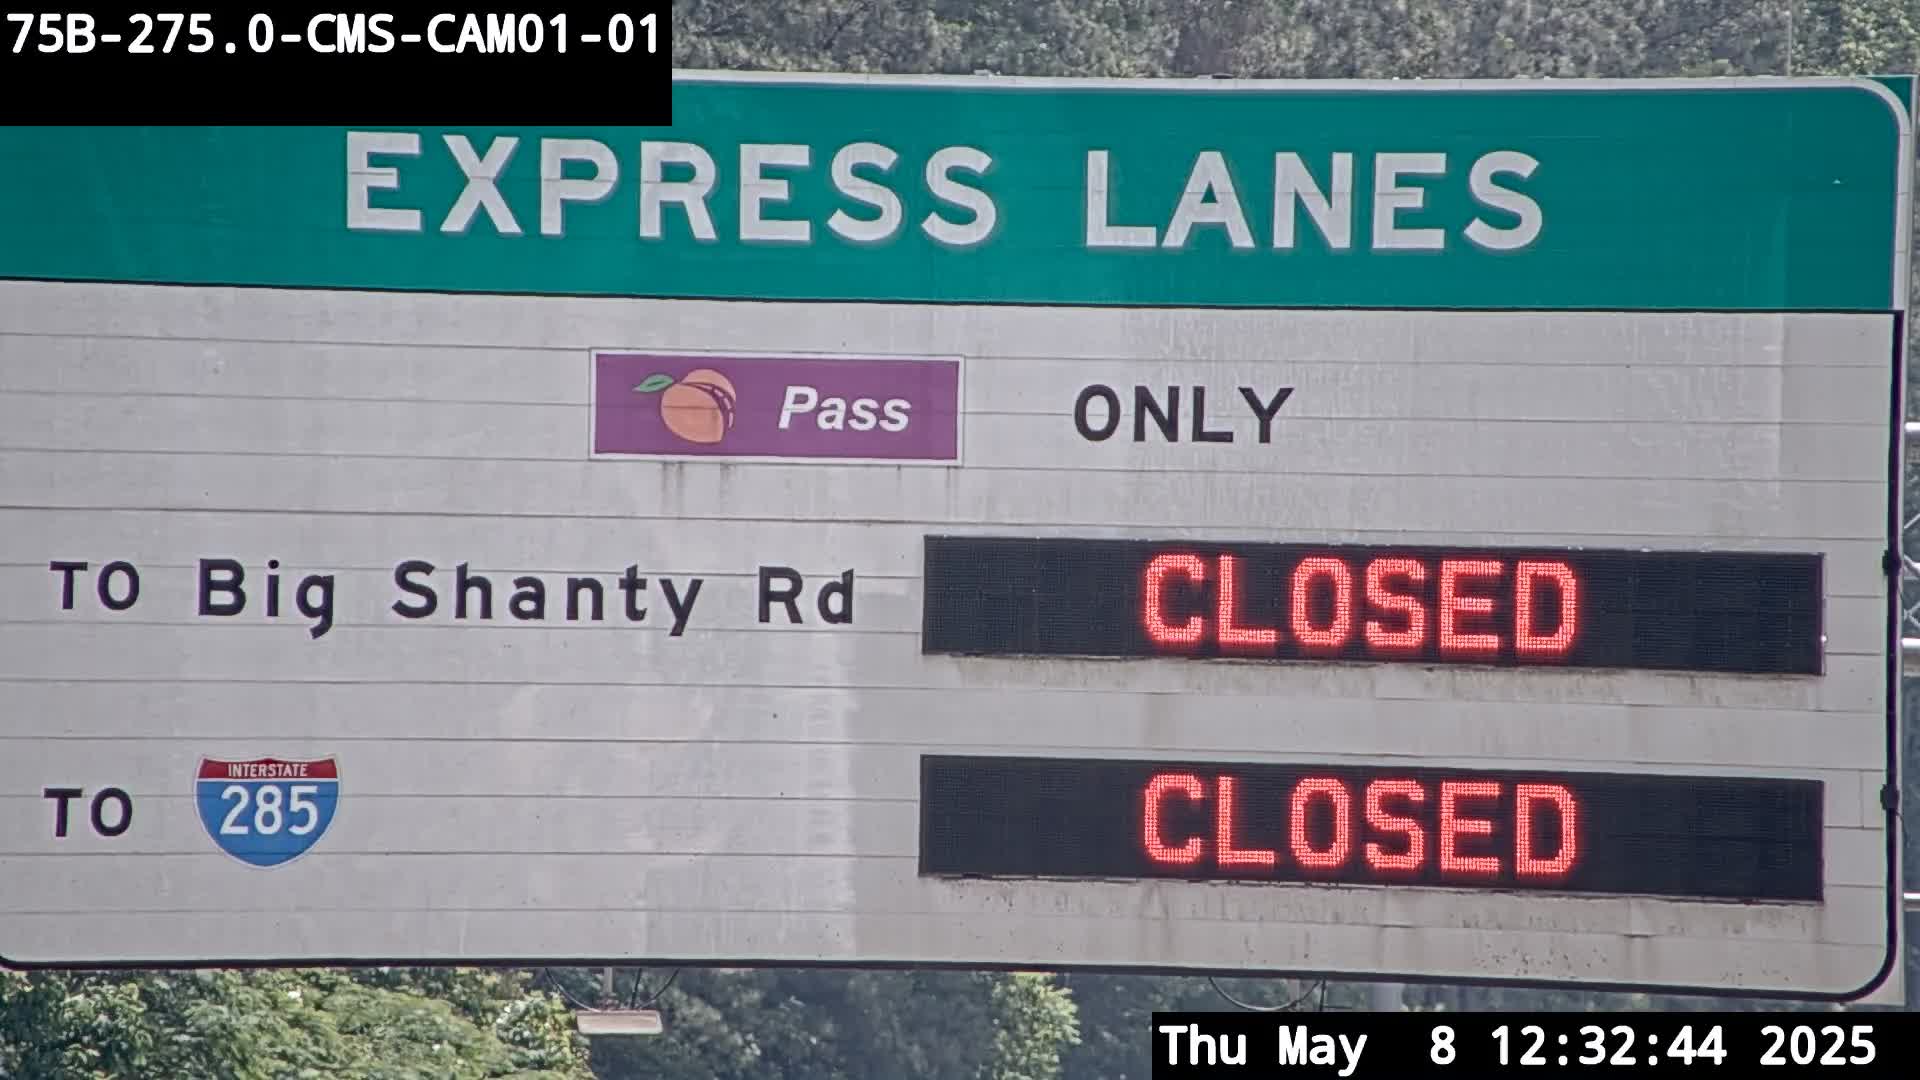 75B-275.0-CMS-CAM01-01
EXPRESS LANES
Pass ONLY
TO Big Shanty Rd CLOSED
TO INTERSTATE 285 CLOSED
Thu May 8 12:32:44 2025